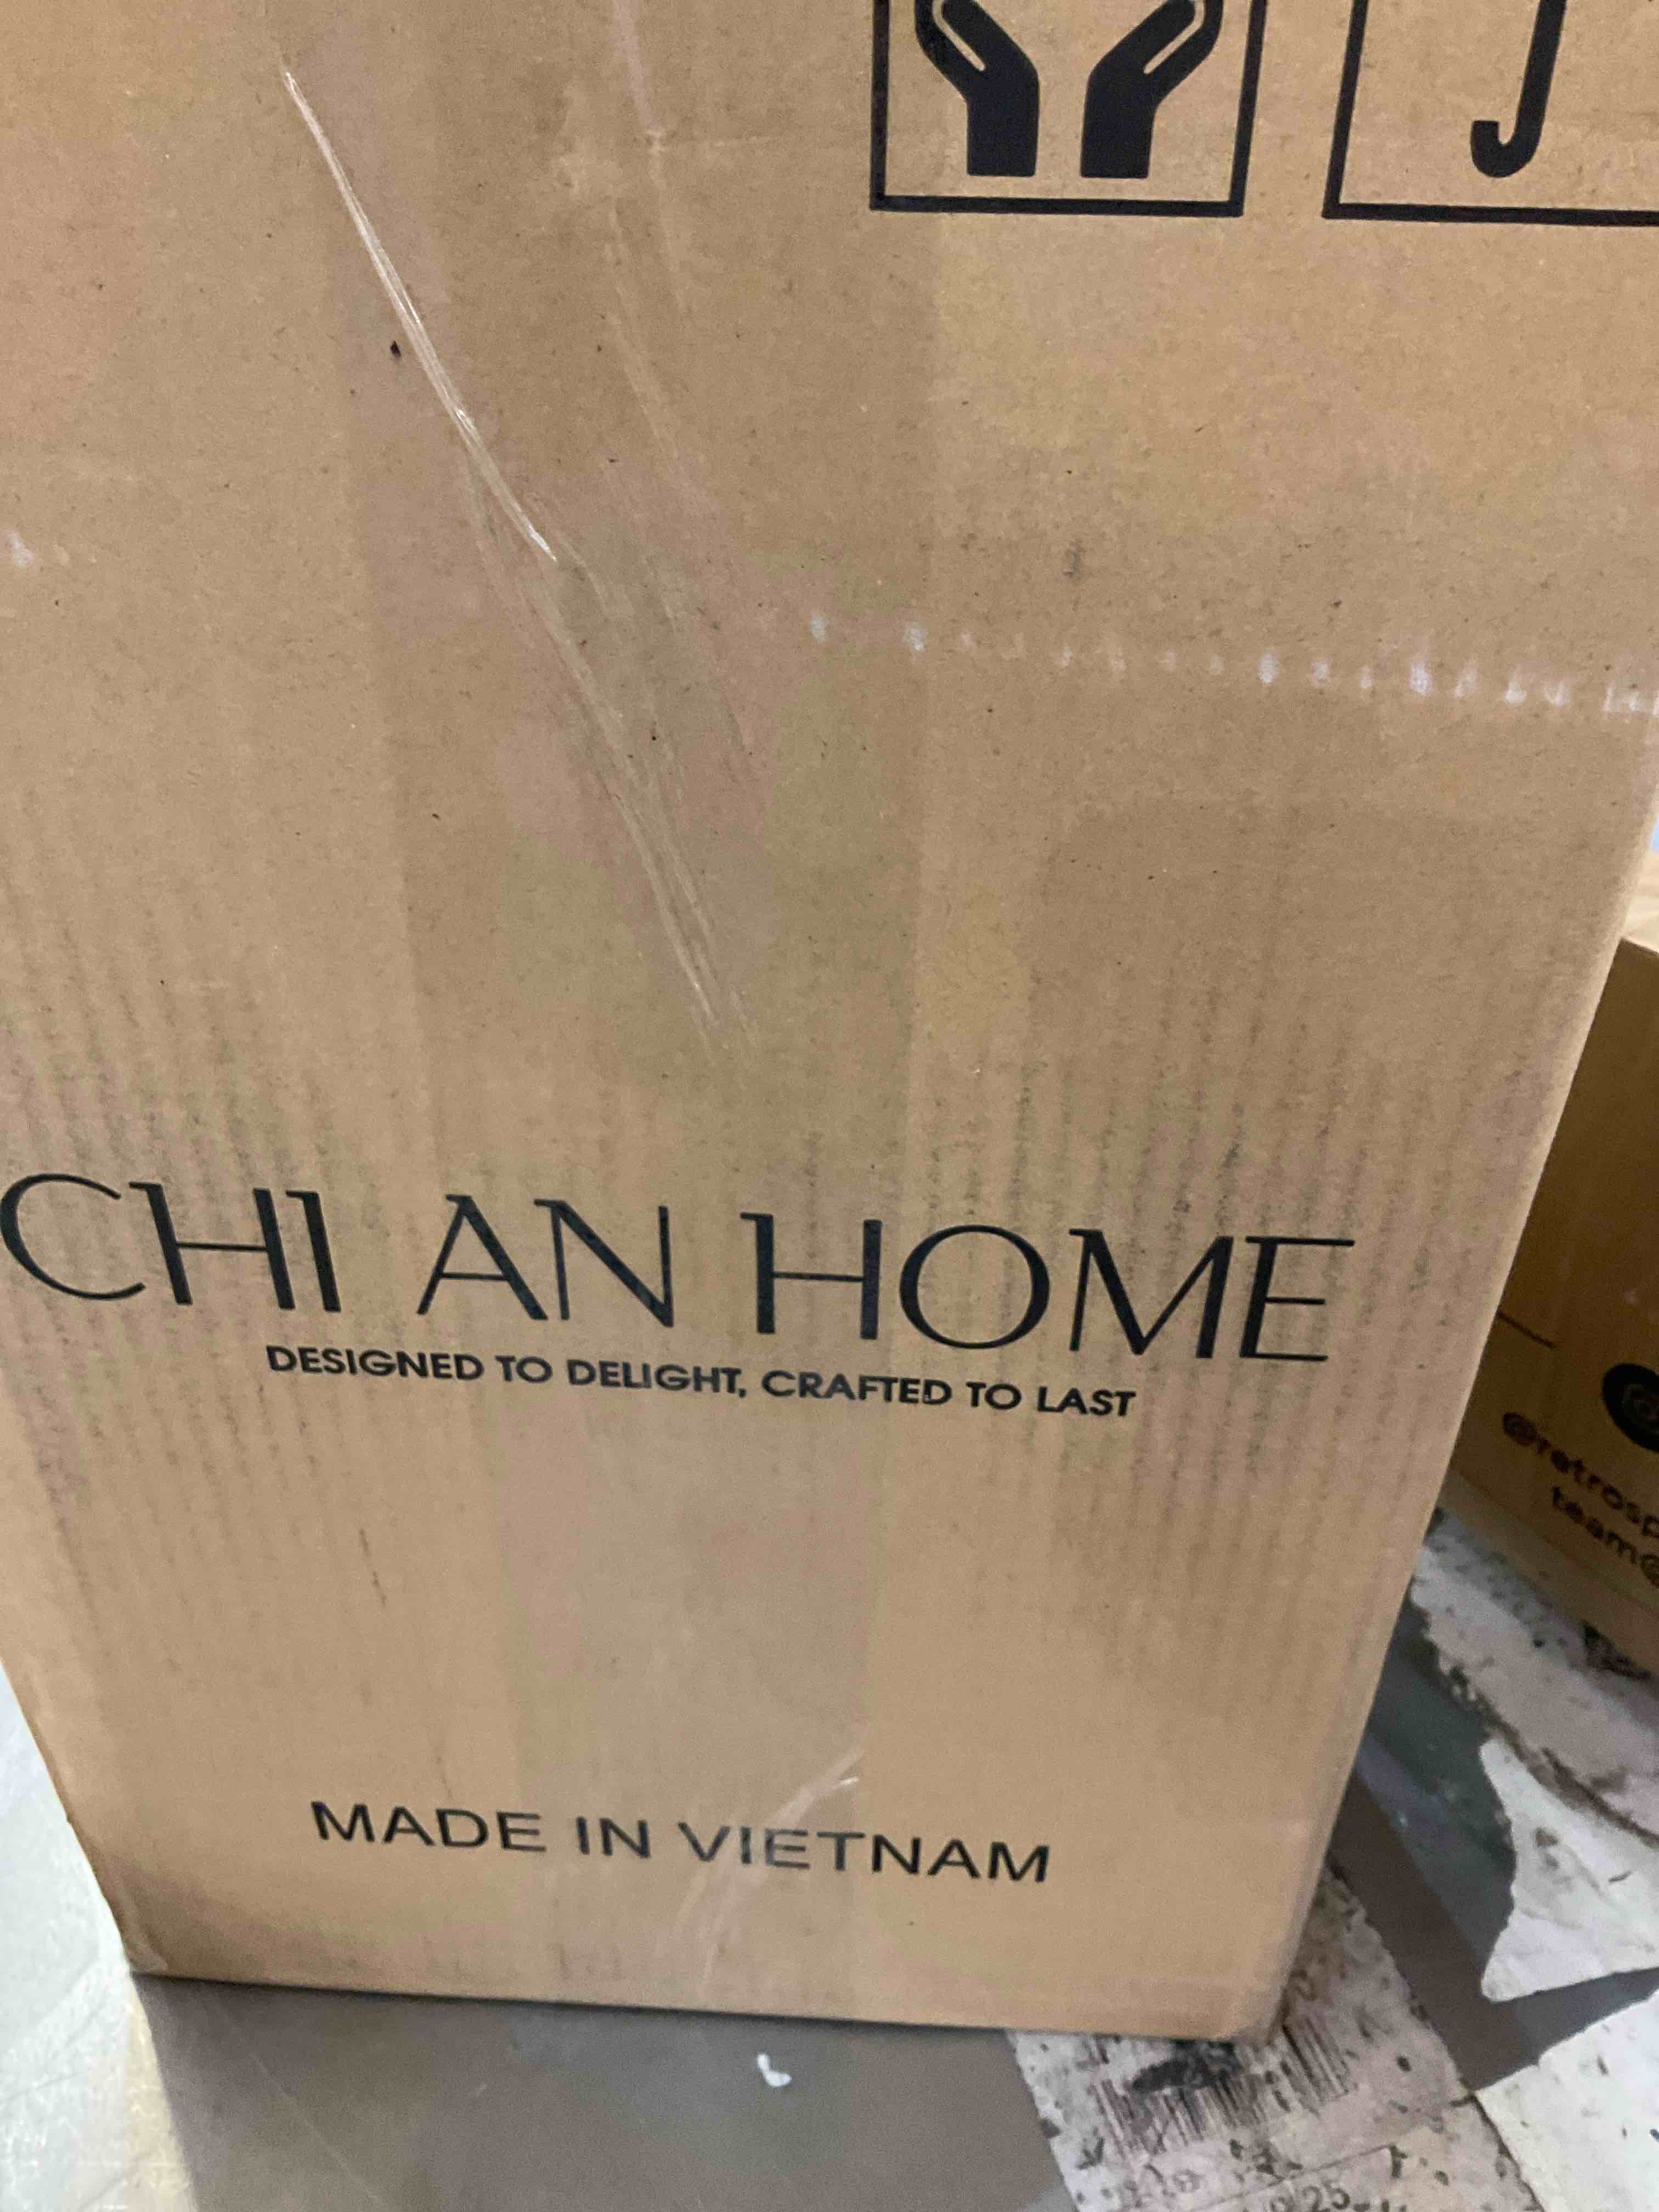 CHI AN HOME
DESIGNED TO DELIGHT, CRAFTED TO LAST
MADE IN VIETNAM